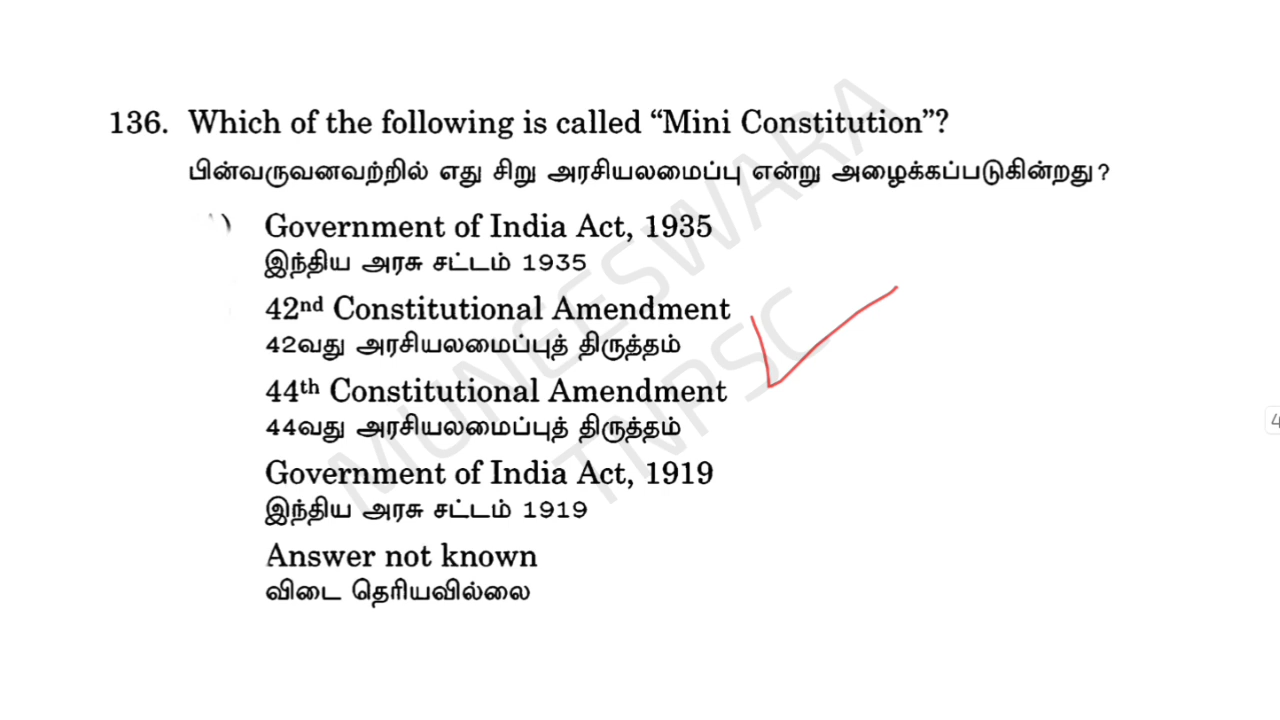 136. Which of the following is called “Mini Constitution”?
பின்வருவனவற்றில் எது சிறு அரசியலமைப்பு என்று அழைக்கப்படுகின்றது?
) Government of India Act, 1935
இந்திய அரசு சட்டம் 1935
42nd Constitutional Amendment
42வது அரசியலமைப்புத் திருத்தம்
44th Constitutional Amendment
44வது அரசியலமைப்புத் திருத்தம்
Government of India Act, 1919
இந்திய அரசு சட்டம் 1919
Answer not known
விடை தெரியவில்லை
MUNEESWARA
TNPSC
4